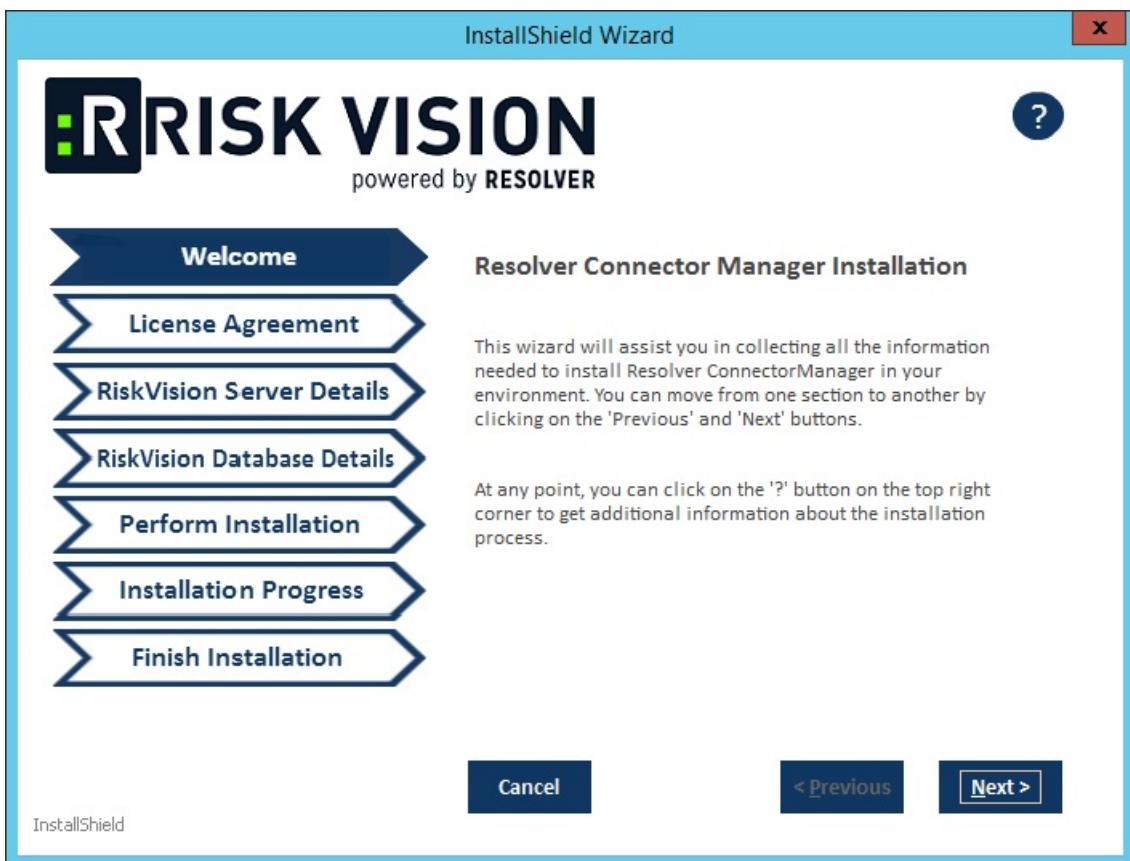 InstallShield Wizard
x
:R RISK VISION
powered by RESOLVER
?
Welcome
License Agreement
RiskVision Server Details
RiskVision Database Details
Perform Installation
Installation Progress
Finish Installation
Resolver Connector Manager Installation
This wizard will assist you in collecting all the information
needed to install Resolver ConnectorManager in your
environment. You can move from one section to another by
clicking on the 'Previous' and 'Next' buttons.
At any point, you can click on the '?' button on the top right
corner to get additional information about the installation
process.
Cancel
< Previous
Next >
InstallShield